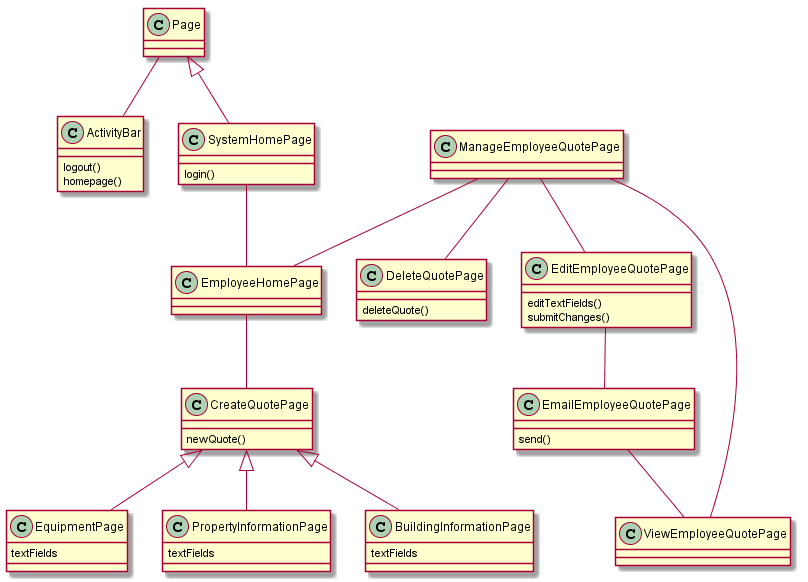 C Page
C ActivityBar
logout()
homepage()
C SystemHomePage
login()
C ManageEmployeeQuotePage
C EmployeeHomePage
C DeleteQuotePage
deleteQuote()
C EditEmployeeQuotePage
editTextFields()
submitChanges()
C CreateQuotePage
newQuote()
C EmailEmployeeQuotePage
send()
C EquipmentPage
textFields
C PropertyInformationPage
textFields
C BuildingInformationPage
textFields
C ViewEmployeeQuotePage